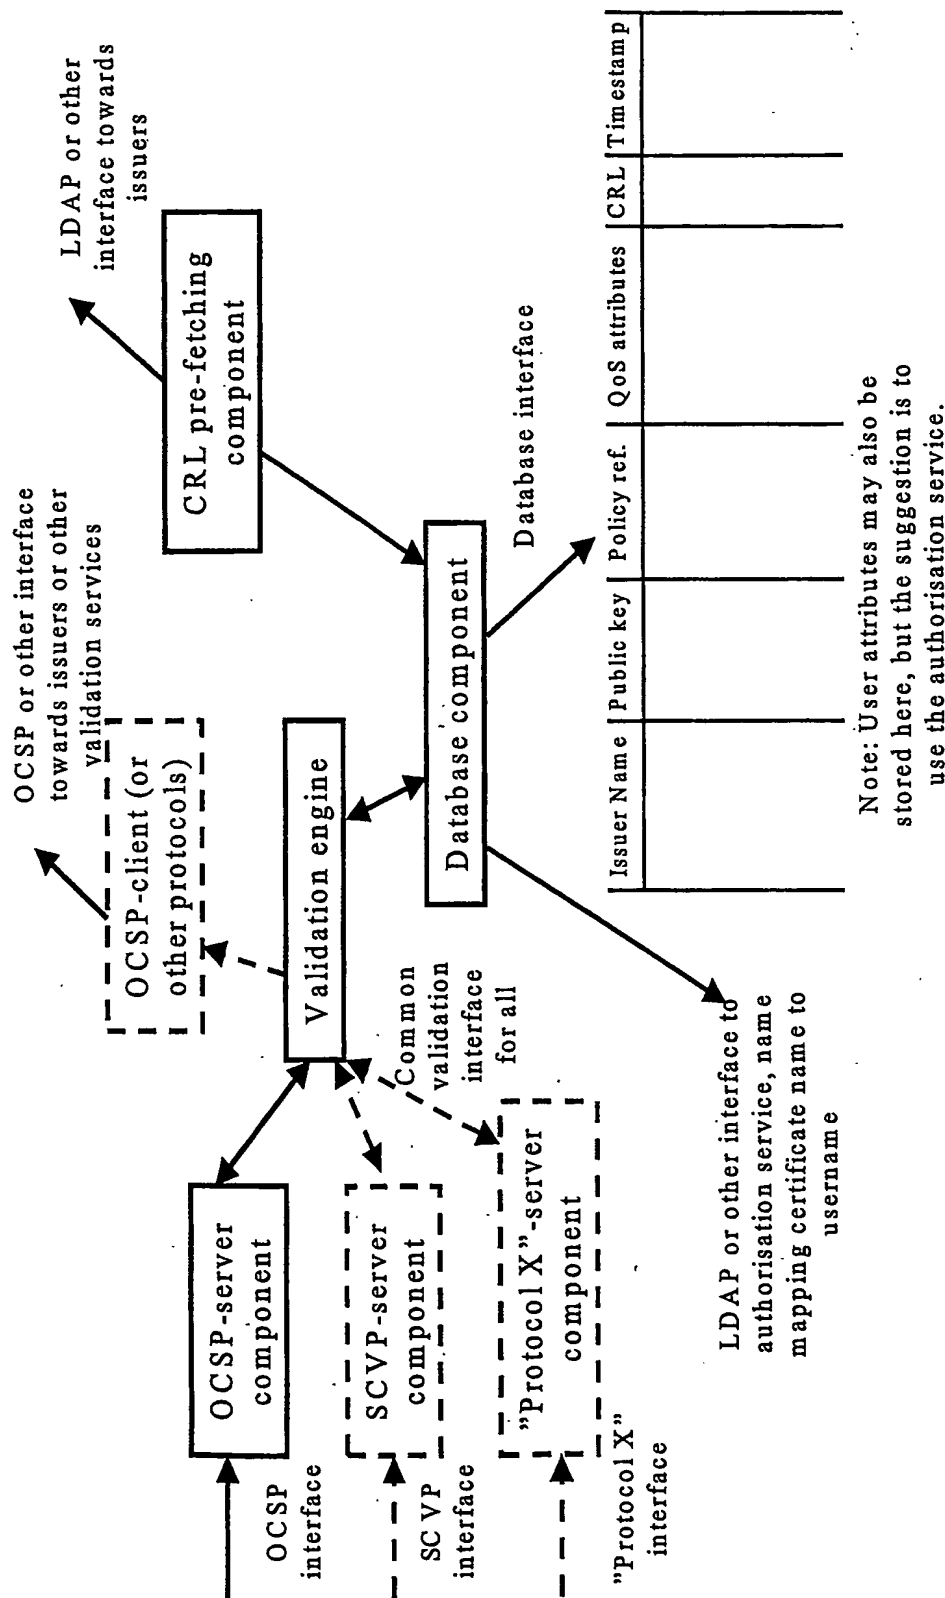 OCSP interface
SCVP interface
"Protocol X" interface
OCSP-server
component
SCVP-server
component
"Protocol X"-server
component
OCSP or other interface
towards issuers or other
validation services
OCSP-client (or
other protocols)
Validation engine
Common
validation
interface
for all
LDAP or other
interface towards
issuers
CRL pre-fetching
component
Database component
Database interface
LDAP or other interface to
authorisation service, name
mapping certificate name to
username
Issuer Name Public key Policy ref. QoS attributes CRL Timestamp
Note: User attributes may also be
stored here, but the suggestion is to
use the authorisation service.